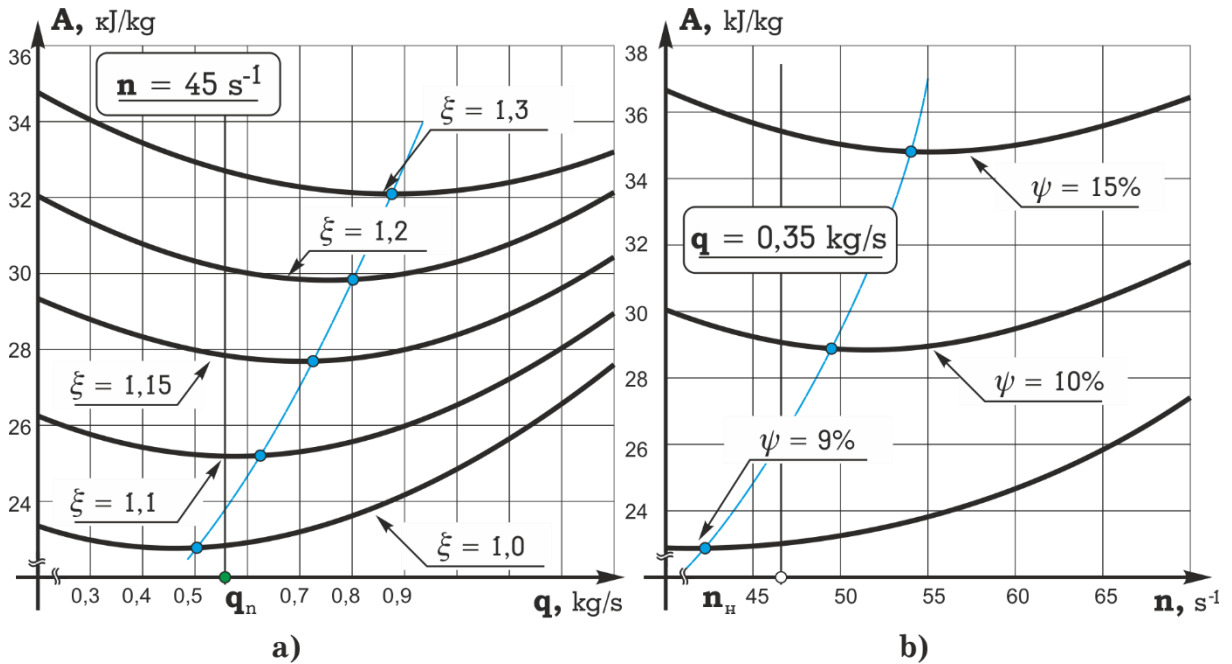 A, кJ/kg
36
34
32
30
28
26
24
n = 45 s⁻¹
ξ = 1,3
ξ = 1,2
ξ = 1,15
ξ = 1,1
ξ = 1,0
0,3 0,4 0,5 qₙ 0,7 0,8 0,9 q, kg/s
a)
A, kJ/kg
38
36
34
32
30
28
26
24
q = 0,35 kg/s
ψ = 15%
ψ = 10%
ψ = 9%
nн 45 50 55 60 65 n, s⁻¹
b)